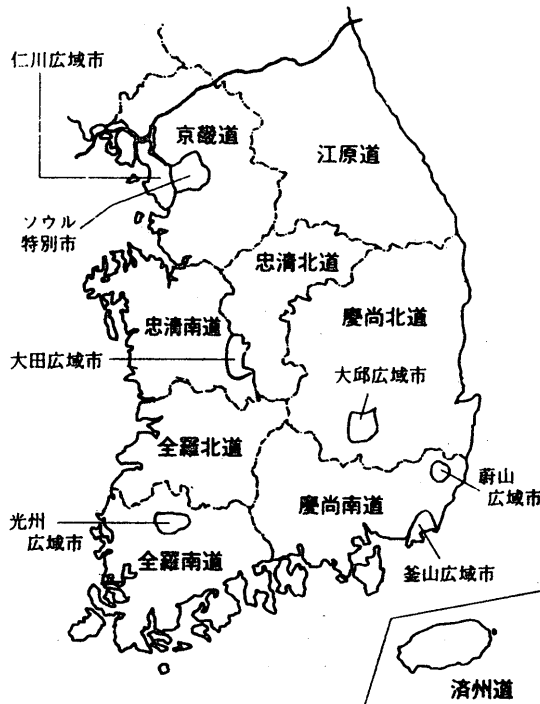 仁川広域市
京畿道
江原道
ソウル
特別市
忠清北道
忠清南道
慶尚北道
大田広域市
大邱広域市
全羅北道
蔚山
広域市
慶尚南道
光州
広域市
全羅南道
釜山広域市
済州道